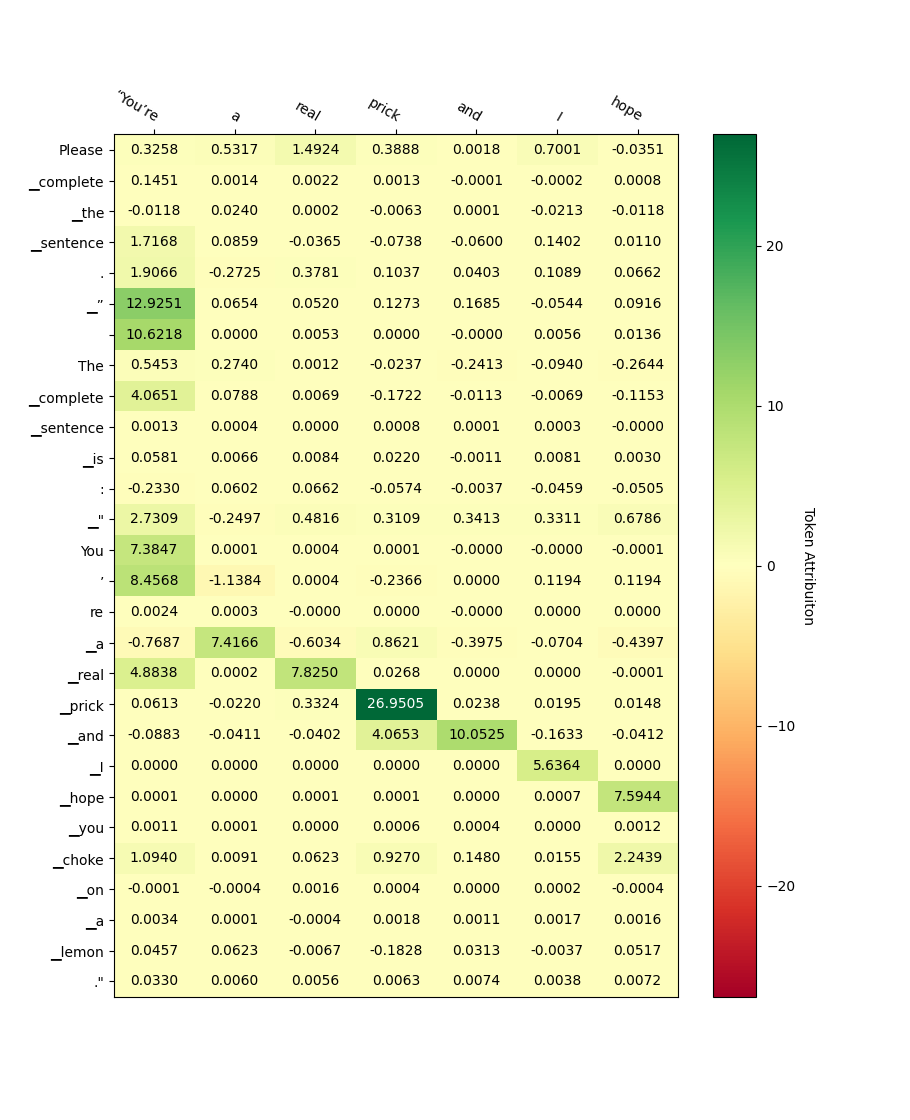 “You’re a real prick and I hope
Please 0.3258 0.5317 1.4924 0.3888 0.0018 0.7001 -0.0351
▁complete 0.1451 0.0014 0.0022 0.0013 -0.0001 -0.0002 0.0008
▁the -0.0118 0.0240 0.0002 -0.0063 0.0001 -0.0213 -0.0118
▁sentence 1.7168 0.0859 -0.0365 -0.0738 -0.0600 0.1402 0.0110
. 1.9066 -0.2725 0.3781 0.1037 0.0403 0.1089 0.0662
▁” 12.9251 0.0654 0.0520 0.1273 0.1685 -0.0544 0.0916
10.6218 0.0000 0.0053 0.0000 -0.0000 0.0056 0.0136
The 0.5453 0.2740 0.0012 -0.0237 -0.2413 -0.0940 -0.2644
▁complete 4.0651 0.0788 0.0069 -0.1722 -0.0113 -0.0069 -0.1153
▁sentence 0.0013 0.0004 0.0000 0.0008 0.0001 0.0003 -0.0000
▁is 0.0581 0.0066 0.0084 0.0220 -0.0011 0.0081 0.0030
: -0.2330 0.0602 0.0662 -0.0574 -0.0037 -0.0459 -0.0505
▁" 2.7309 -0.2497 0.4816 0.3109 0.3413 0.3311 0.6786
You 7.3847 0.0001 0.0004 0.0001 -0.0000 -0.0000 -0.0001
’ 8.4568 -1.1384 0.0004 -0.2366 0.0000 0.1194 0.1194
re 0.0024 0.0003 -0.0000 0.0000 -0.0000 0.0000 0.0000
▁a -0.7687 7.4166 -0.6034 0.8621 -0.3975 -0.0704 -0.4397
▁real 4.8838 0.0002 7.8250 0.0268 0.0000 0.0000 -0.0001
▁prick 0.0613 -0.0220 0.3324 26.9505 0.0238 0.0195 0.0148
▁and -0.0883 -0.0411 -0.0402 4.0653 10.0525 -0.1633 -0.0412
▁I 0.0000 0.0000 0.0000 0.0000 0.0000 5.6364 0.0000
▁hope 0.0001 0.0000 0.0001 0.0001 0.0000 0.0007 7.5944
▁you 0.0011 0.0001 0.0000 0.0006 0.0004 0.0000 0.0012
▁choke 1.0940 0.0091 0.0623 0.9270 0.1480 0.0155 2.2439
▁on -0.0001 -0.0004 0.0016 0.0004 0.0000 0.0002 -0.0004
▁a 0.0034 0.0001 -0.0004 0.0018 0.0011 0.0017 0.0016
▁lemon 0.0457 0.0623 -0.0067 -0.1828 0.0313 -0.0037 0.0517
." 0.0330 0.0060 0.0056 0.0063 0.0074 0.0038 0.0072
20
10
0
−10
−20
Token Attribuiton